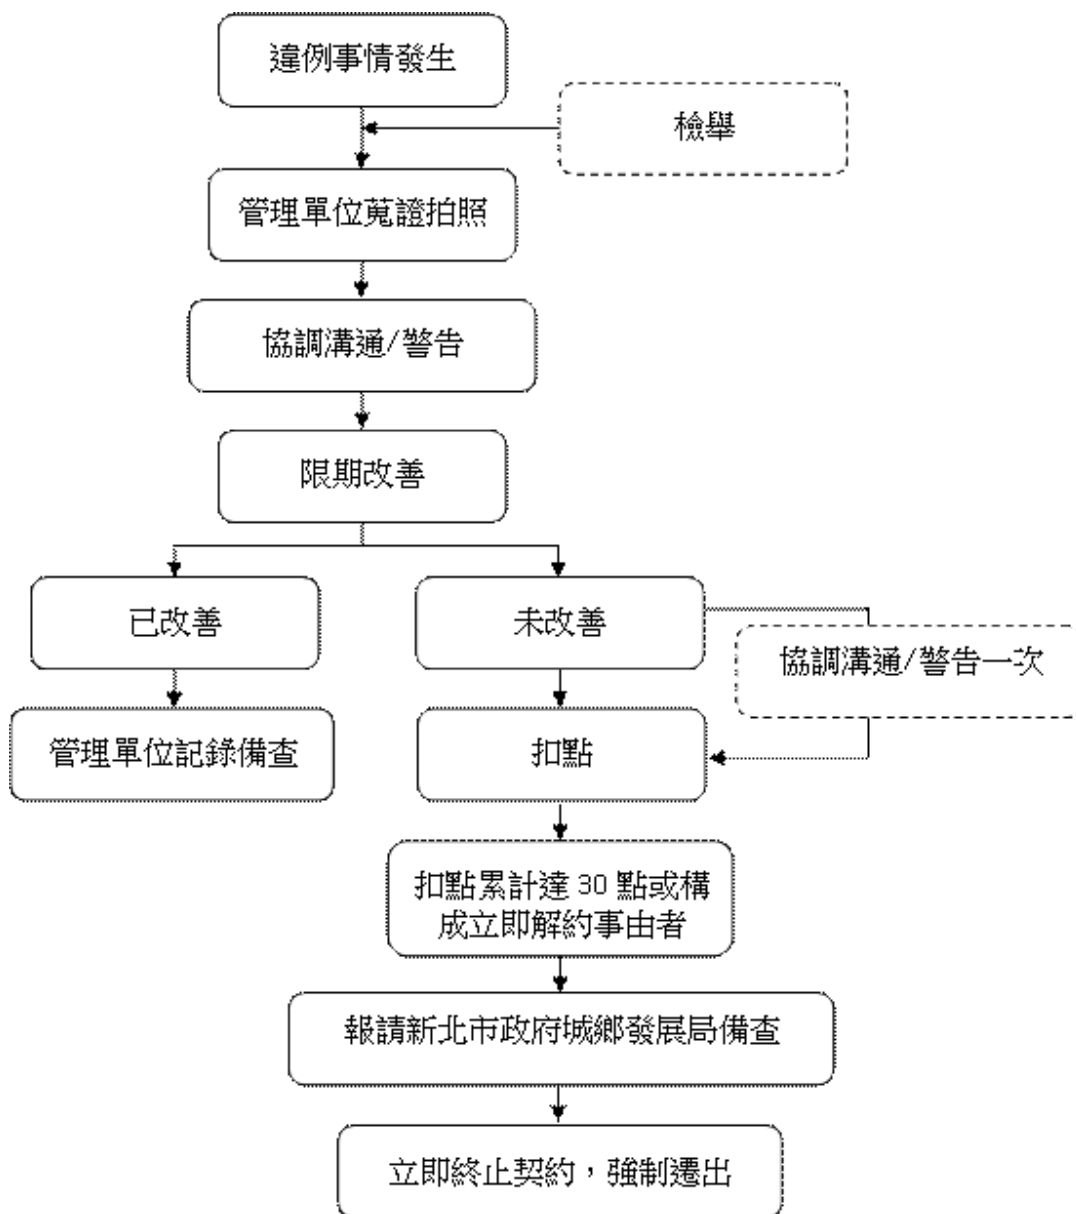 違例事情發生
檢舉
管理單位蒐證拍照
協調溝通/警告
限期改善
已改善
未改善
協調溝通/警告一次
管理單位記錄備查
扣點
扣點累計達 30 點或構
成立即解約事由者
報請新北市政府城鄉發展局備查
立即終止契約，強制遷出